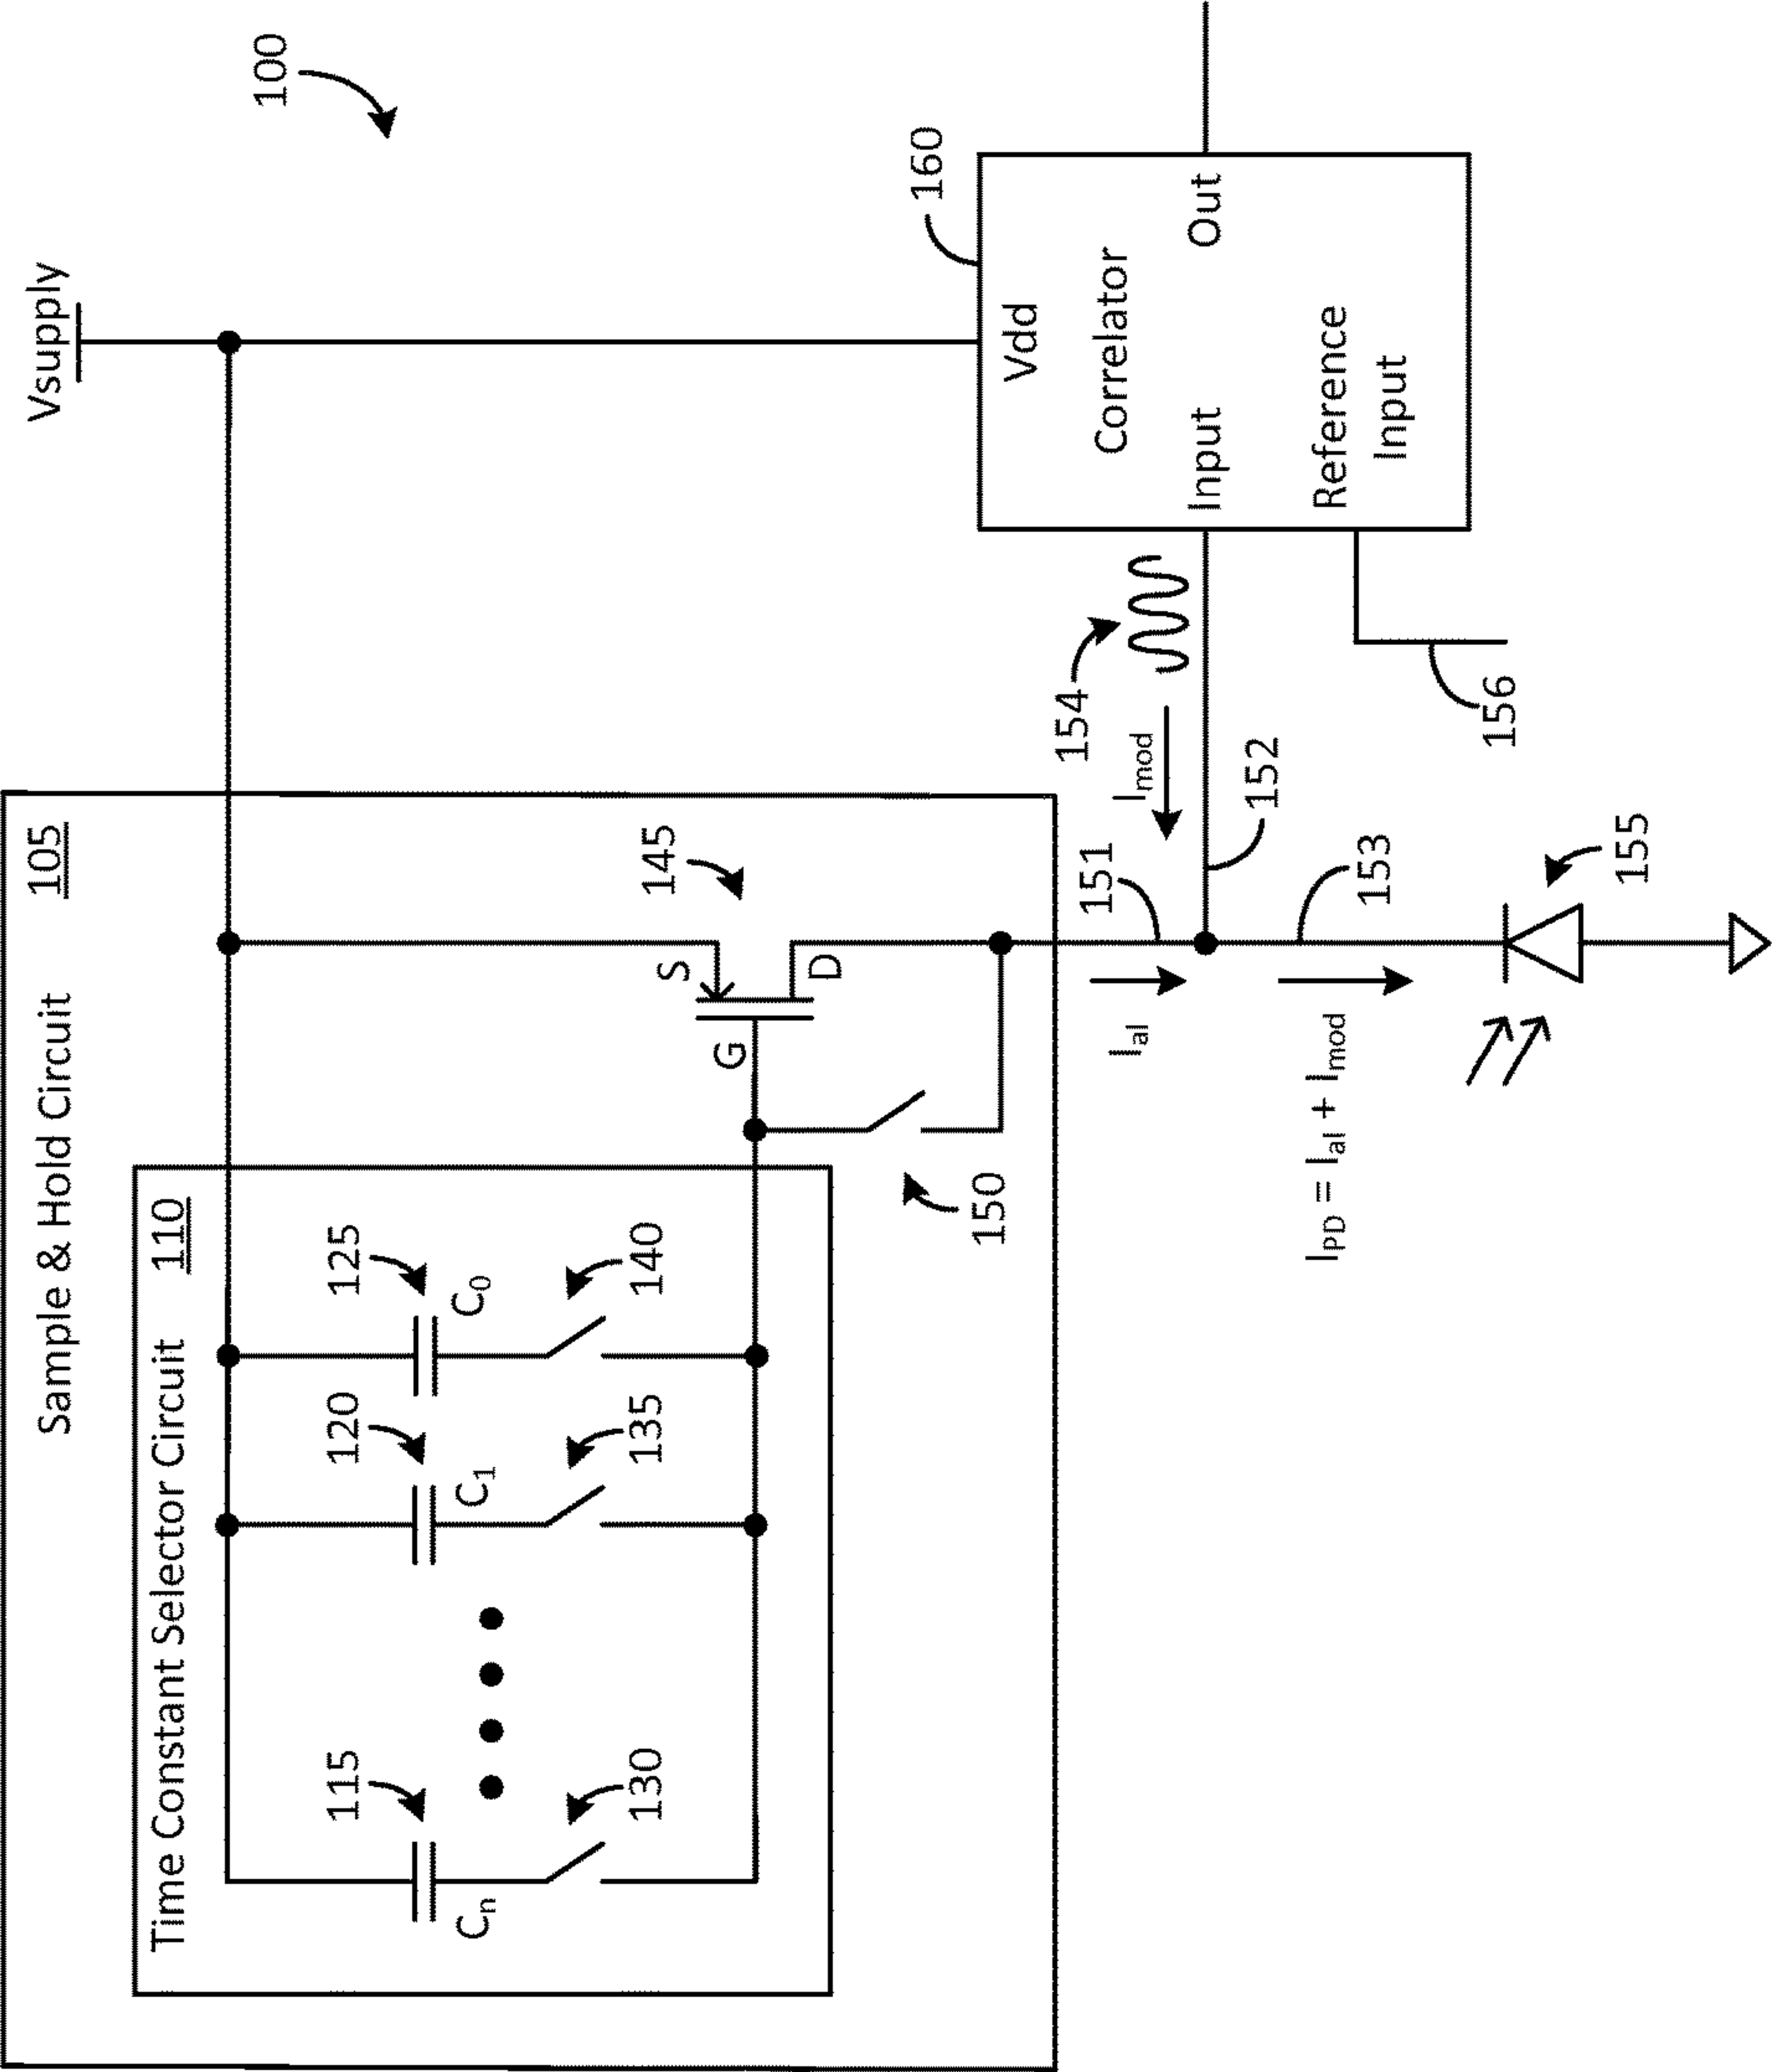 100
Vsupply
Sample & Hold Circuit
105
Time Constant Selector Circuit
110
115
120
125
Cn
C1
C0
130
135
140
145
S
G
D
150
160
Vdd
Correlator
Input
Out
Reference
Input
154
Imod
151
Ial
152
156
153
IPD = Ial + Imod
155